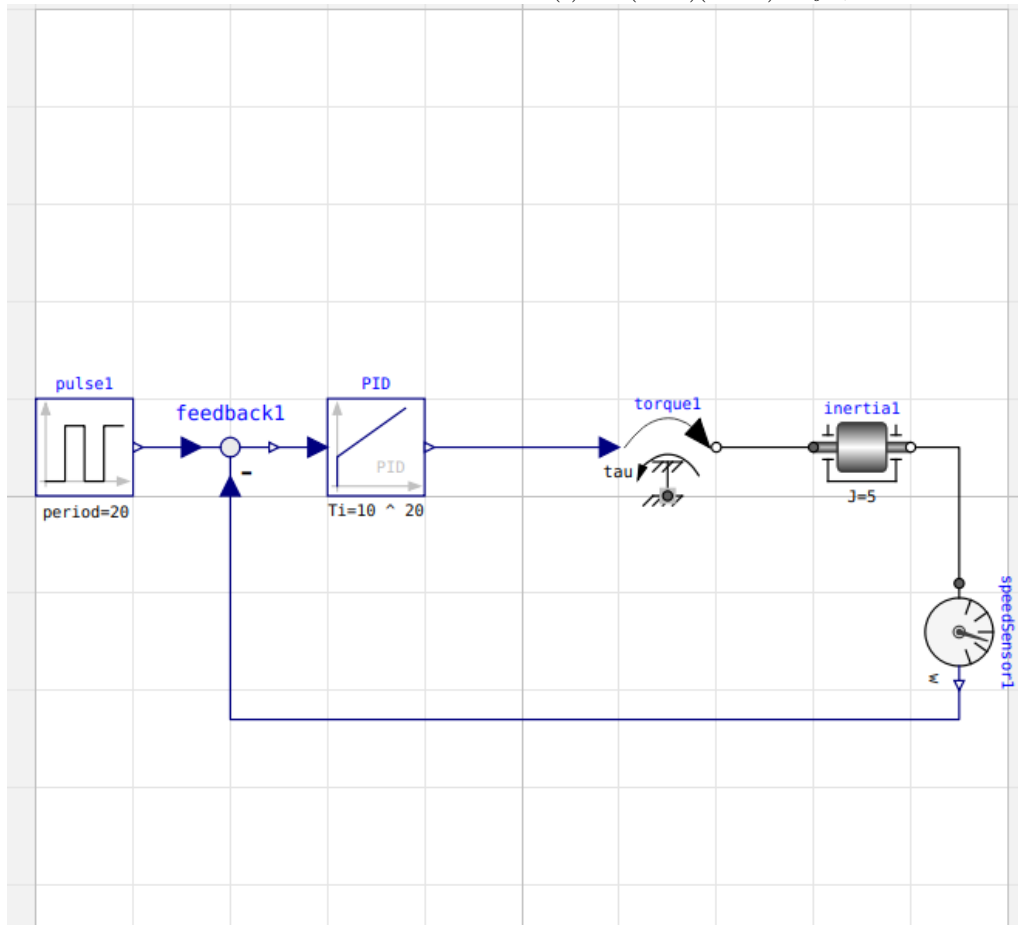 pulse1
PID
feedback1
torque1
inertia1
-
PID
tau
period=20
Ti=10 ^ 20
J=5
speedSensor1
w